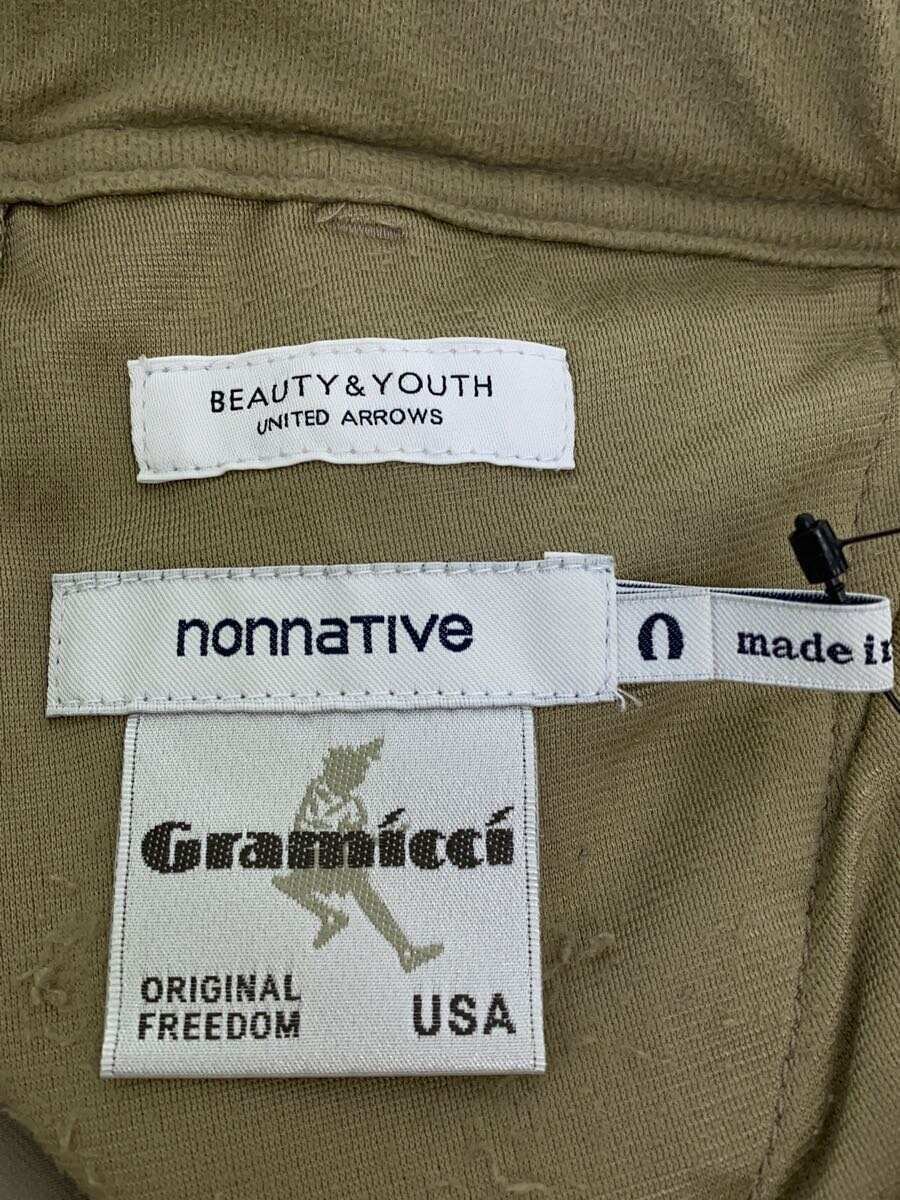 BEAUTY & YOUTH
UNITED ARROWS
nonnative
0
made in
Gramicci
ORIGINAL
FREEDOM
USA